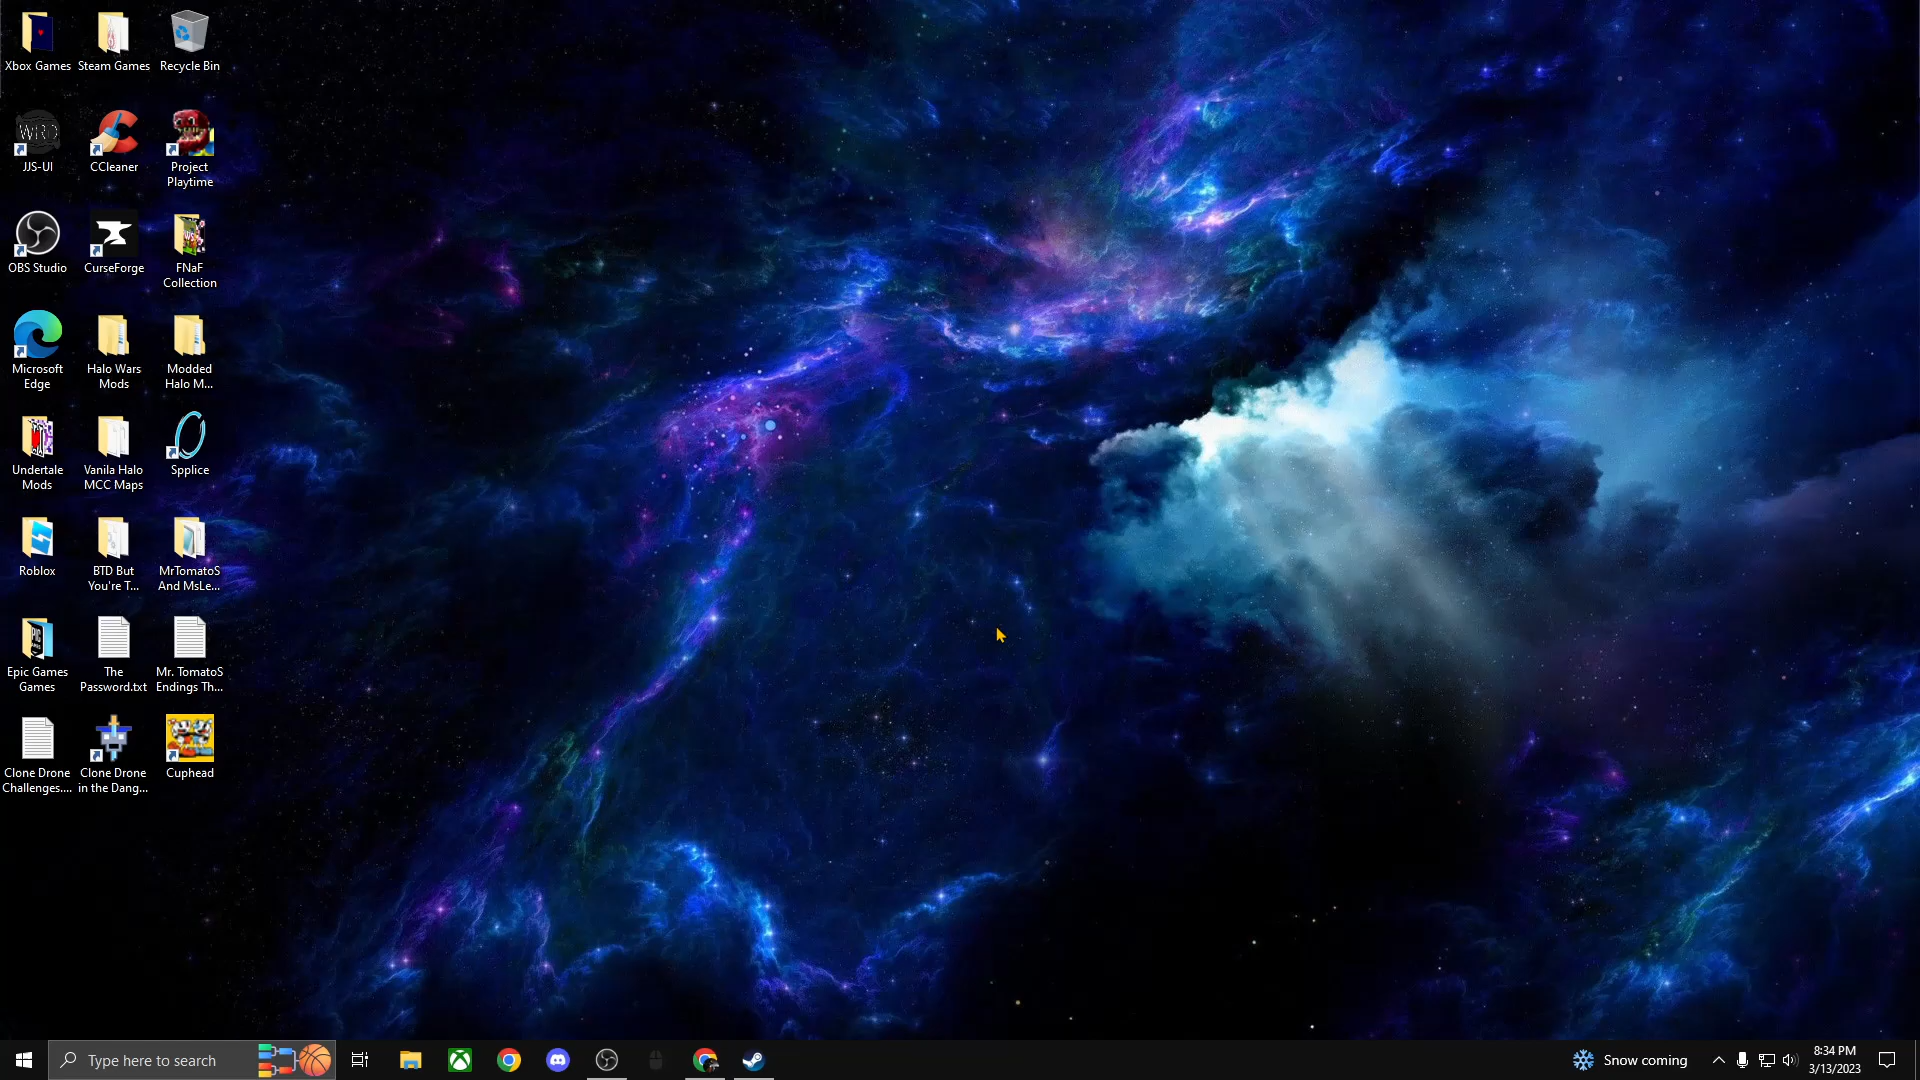 Xbox Games
Steam Games
Recycle Bin
WRD
JJS-UI
CCleaner
Project
Playtime
OBS Studio
CurseForge
FNaF
Collection
Microsoft
Edge
Halo Wars
Mods
Modded
Halo M...
Undertale
Mods
Vanila Halo
MCC Maps
Spplice
Roblox
BTD But
You're T...
MrTomatoS
And MsLe...
EPIC
Epic Games
Games
The
Password.txt
Mr. TomatoS
Endings Th...
Clone Drone
Challenges....
Clone Drone
in the Dang...
Cuphead
Type here to search
Snow coming
8:34 PM
3/13/2023